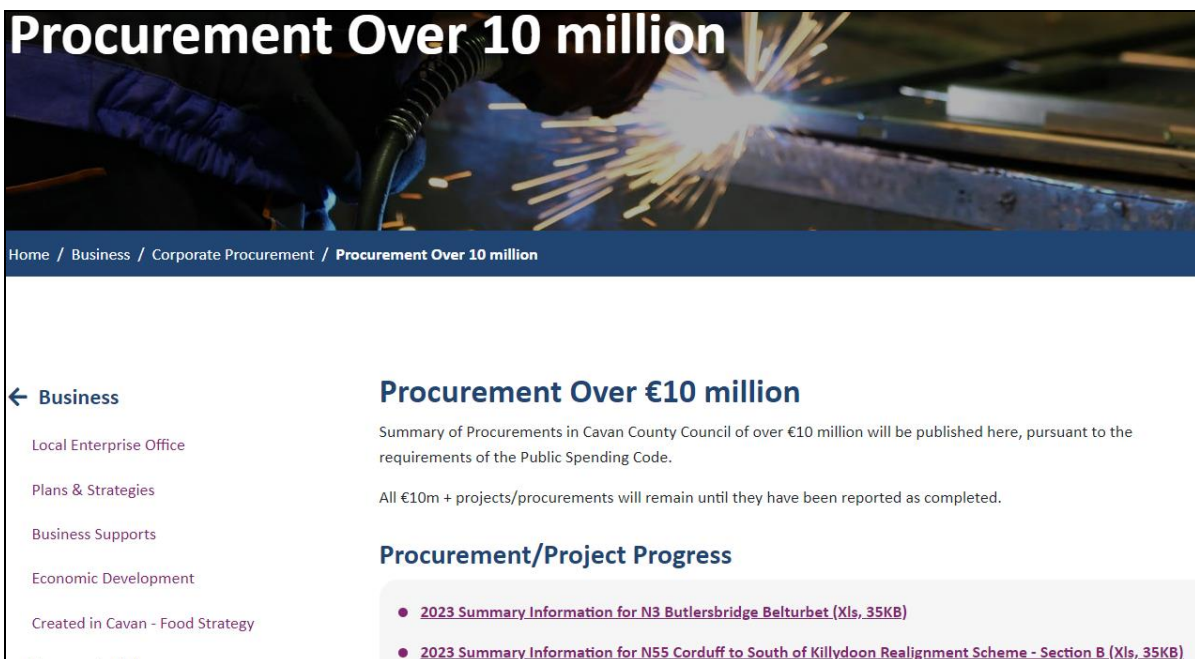 Procurement Over 10 million
Home / Business / Corporate Procurement / Procurement Over 10 million
← Business
Local Enterprise Office
Plans & Strategies
Business Supports
Economic Development
Created in Cavan - Food Strategy
Procurement Over €10 million
Summary of Procurements in Cavan County Council of over €10 million will be published here, pursuant to the
requirements of the Public Spending Code.
All €10m + projects/procurements will remain until they have been reported as completed.
Procurement/Project Progress
● 2023 Summary Information for N3 Butlersbridge Belturbet (Xls, 35KB)
● 2023 Summary Information for N55 Corduff to South of Killydoon Realignment Scheme - Section B (Xls, 35KB)